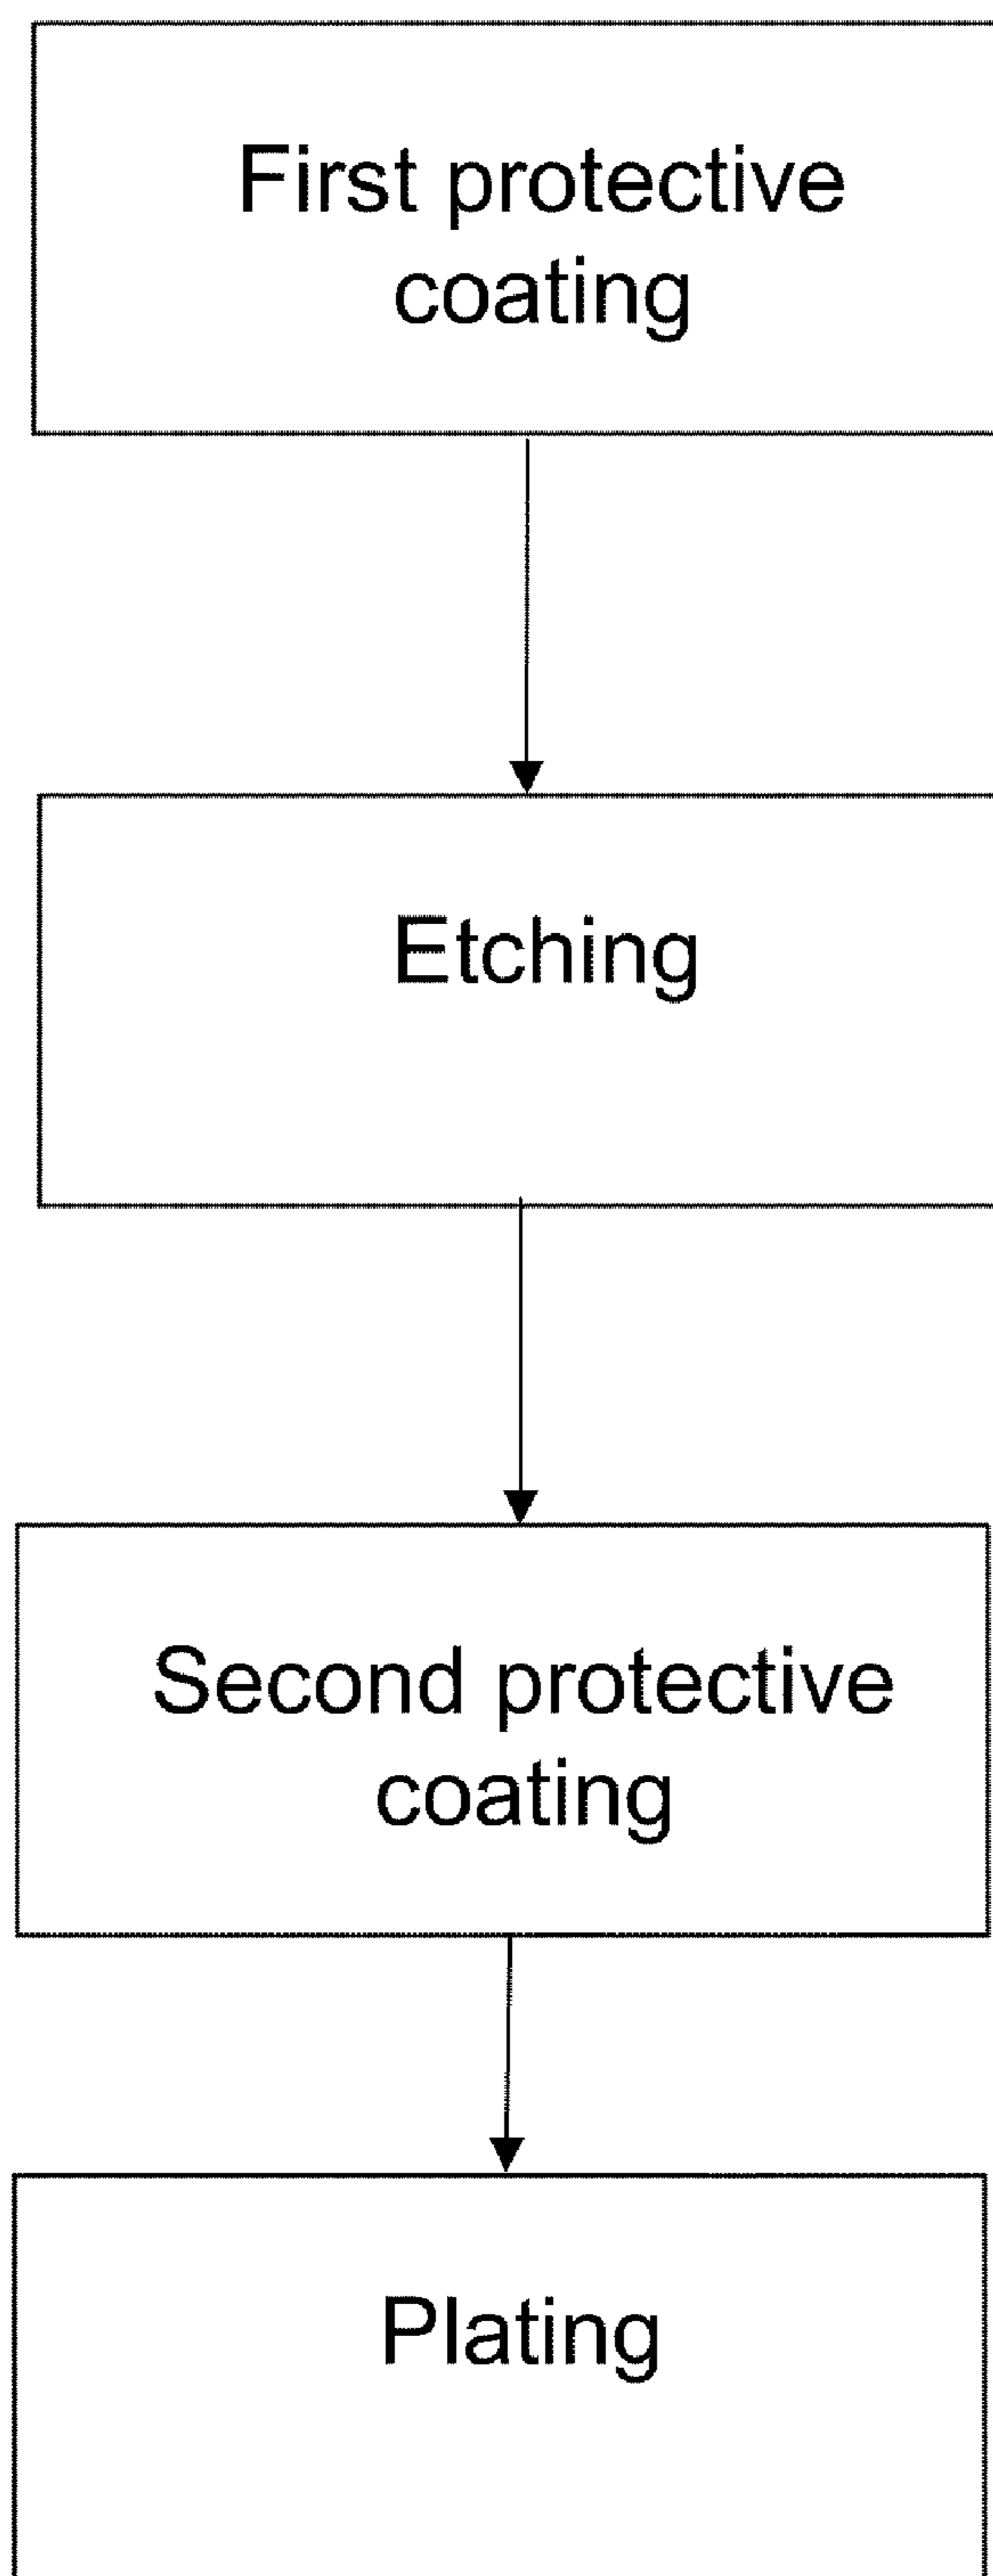 First protective
coating
Etching
Second protective
coating
Plating